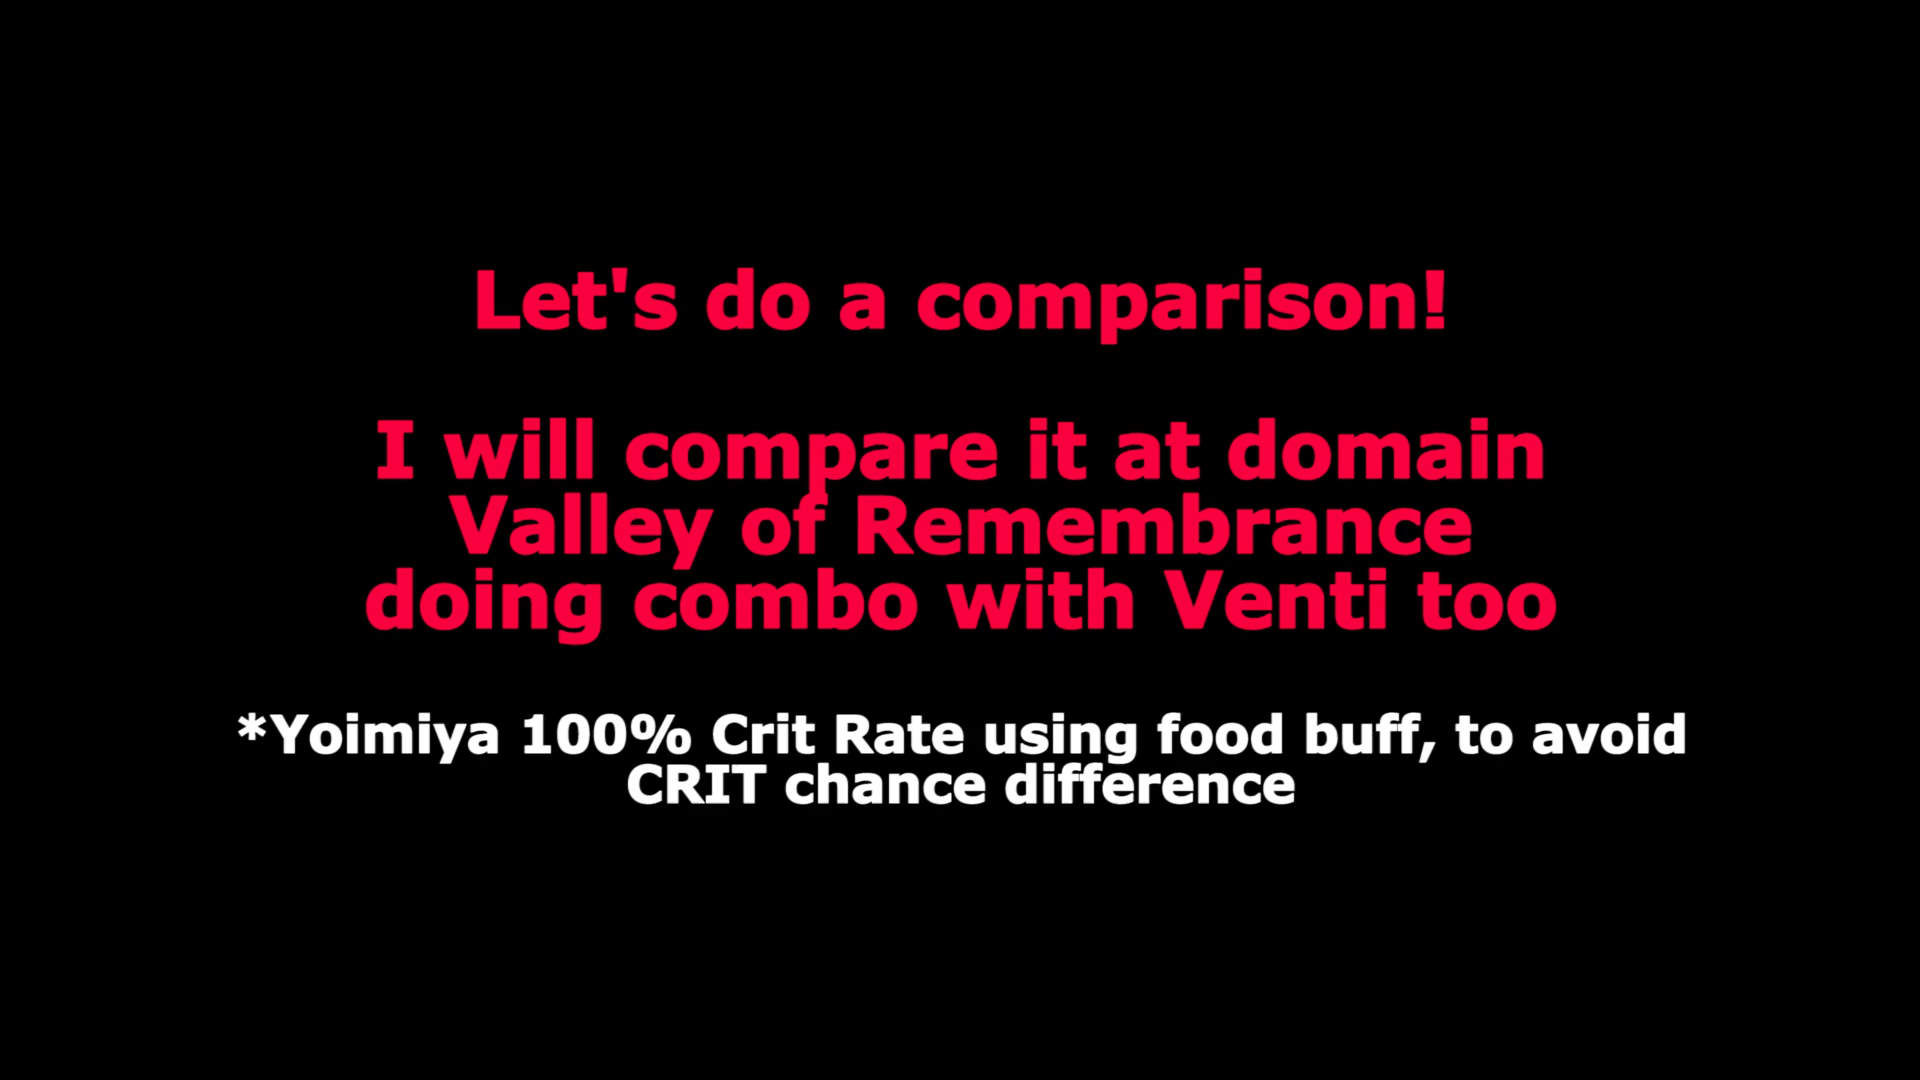 Let's do a comparison!
I will compare it at domain
Valley of Remembrance
doing combo with Venti too
*Yoimiya 100% Crit Rate using food buff, to avoid
CRIT chance difference